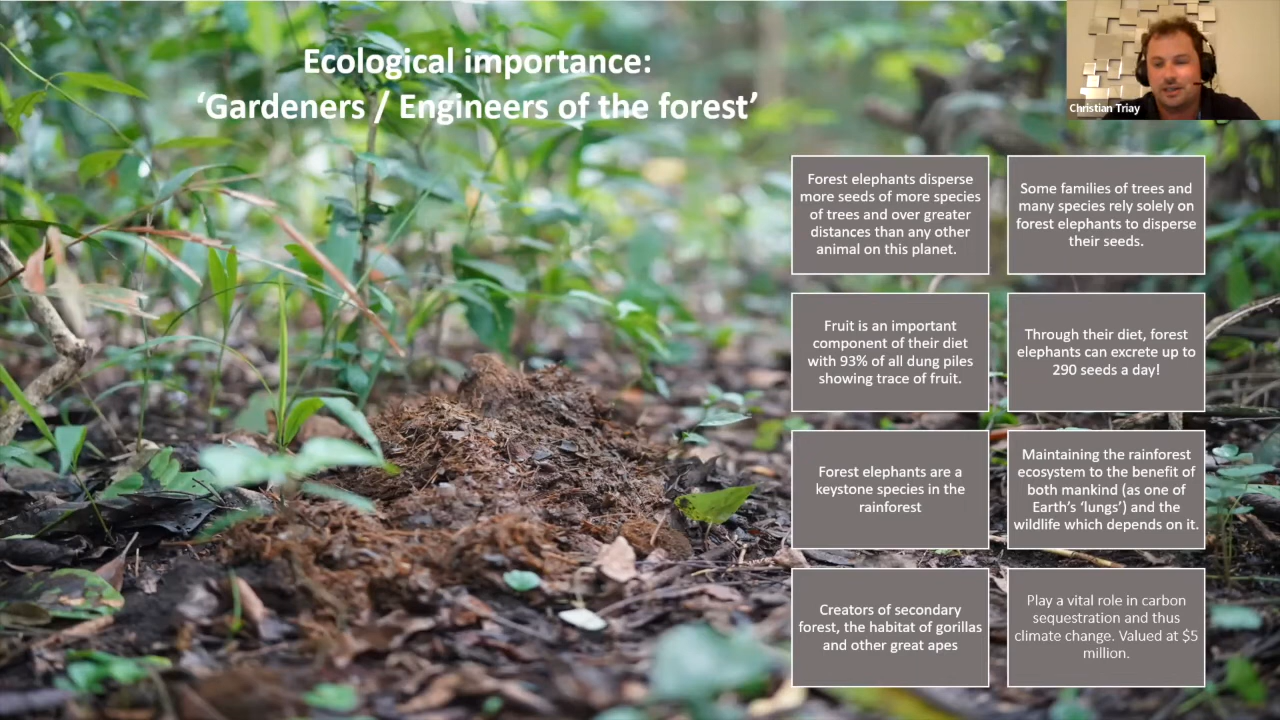 Ecological importance:
‘Gardeners / Engineers of the forest’
Christian Triay
Forest elephants disperse
more seeds of more species
of trees and over greater
distances than any other
animal on this planet.
Some families of trees and
many species rely solely on
forest elephants to disperse
their seeds.
Fruit is an important
component of their diet
with 93% of all dung piles
showing trace of fruit.
Through their diet, forest
elephants can excrete up to
290 seeds a day!
Forest elephants are a
keystone species in the
rainforest
Maintaining the rainforest
ecosystem to the benefit of
both mankind (as one of
Earth’s ‘lungs’) and the
wildlife which depends on it.
Creators of secondary
forest, the habitat of gorillas
and other great apes
Play a vital role in carbon
sequestration and thus
climate change. Valued at $5
million.